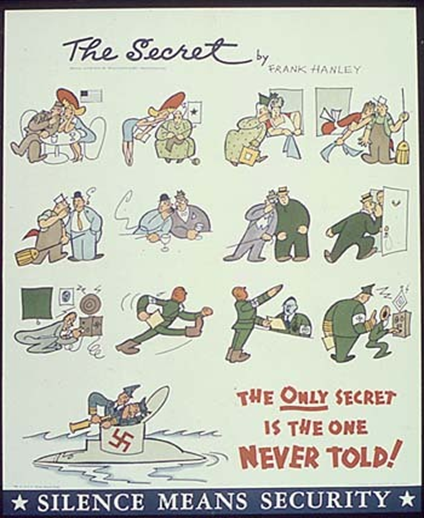 The Secret
by
FRANK HANLEY
THE ONLY SECRET
IS THE ONE
NEVER TOLD!
★ SILENCE MEANS SECURITY ★